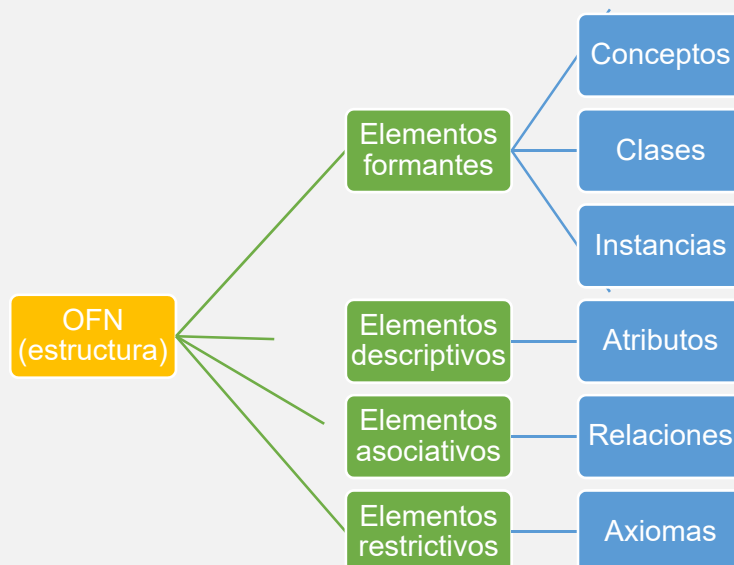 OFN
(estructura)
Elementos
formantes
Conceptos
Clases
Instancias
Elementos
descriptivos
Atributos
Elementos
asociativos
Relaciones
Elementos
restrictivos
Axiomas